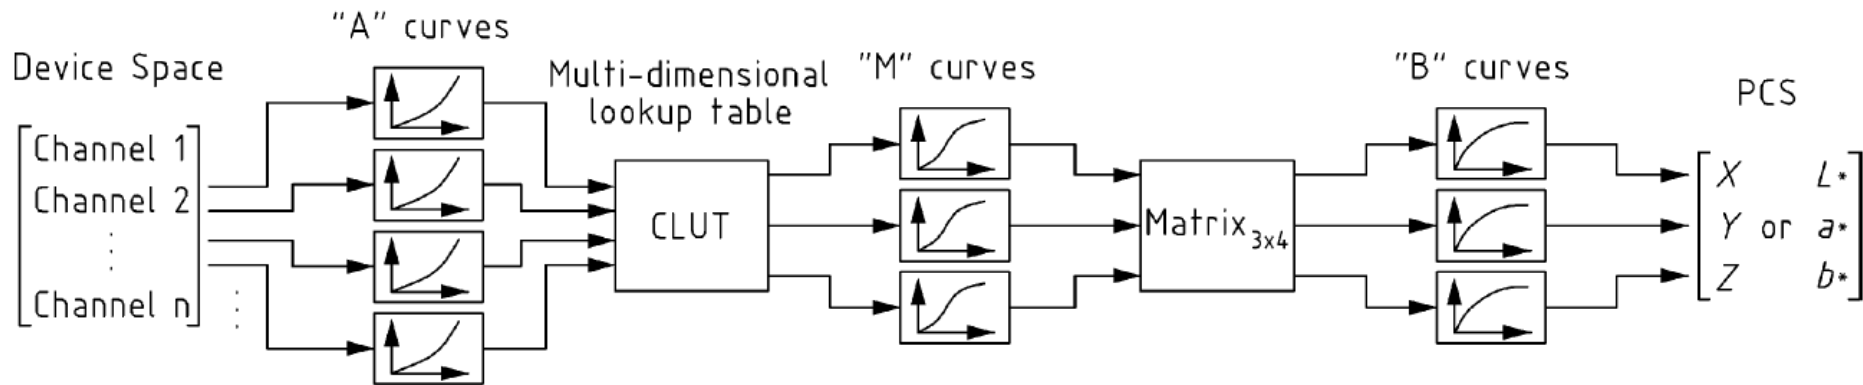 "A" curves
Device Space
Multi-dimensional
lookup table
"M" curves
"B" curves
PCS
Channel 1
Channel 2
⋮
Channel n
⋮
CLUT
Matrix3x4
X L*
Y or a*
Z b*